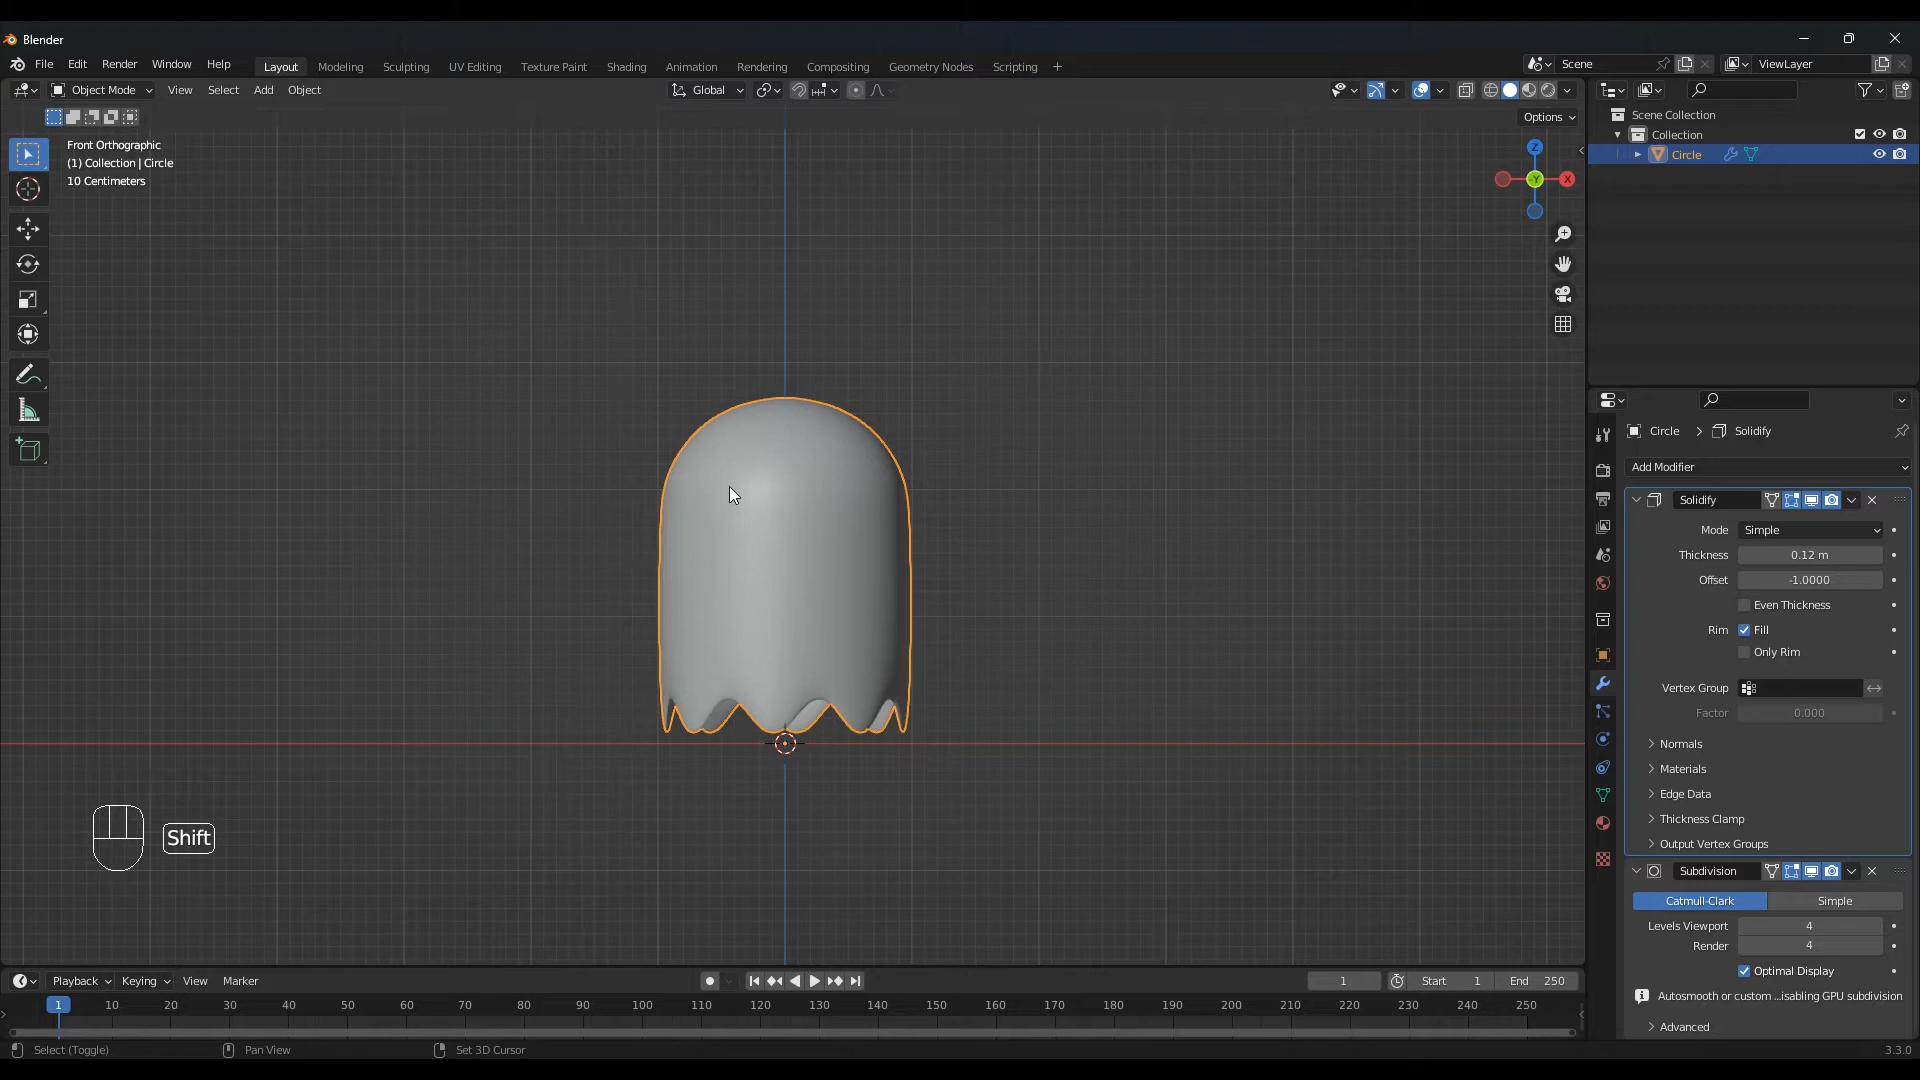 Blender
File Edit Render Window Help Layout Modeling Sculpting UV Editing Texture Paint Shading Animation Rendering Compositing Geometry Nodes Scripting + Scene ViewLayer
Object Mode View Select Add Object Global
Options
Front Orthographic
(1) Collection | Circle
10 Centimeters
Z
-Y
X
Scene Collection
Collection
Circle
Circle > Solidify
Add Modifier
Solidify
Mode Simple
Thickness 0.12 m
Offset -1.0000
Even Thickness
Rim Fill
Only Rim
Vertex Group
Factor 0.000
Normals
Materials
Edge Data
Thickness Clamp
Output Vertex Groups
Subdivision
Catmull-Clark Simple
Levels Viewport 4
Render 4
Optimal Display
Autosmooth or custom ...isabling GPU subdivision
Advanced
Shift
Playback Keying View Marker 1 Start 1 End 250
1 10 20 30 40 50 60 70 80 90 100 110 120 130 140 150 160 170 180 190 200 210 220 230 240 250
Select (Toggle) Pan View Set 3D Cursor 3.3.0